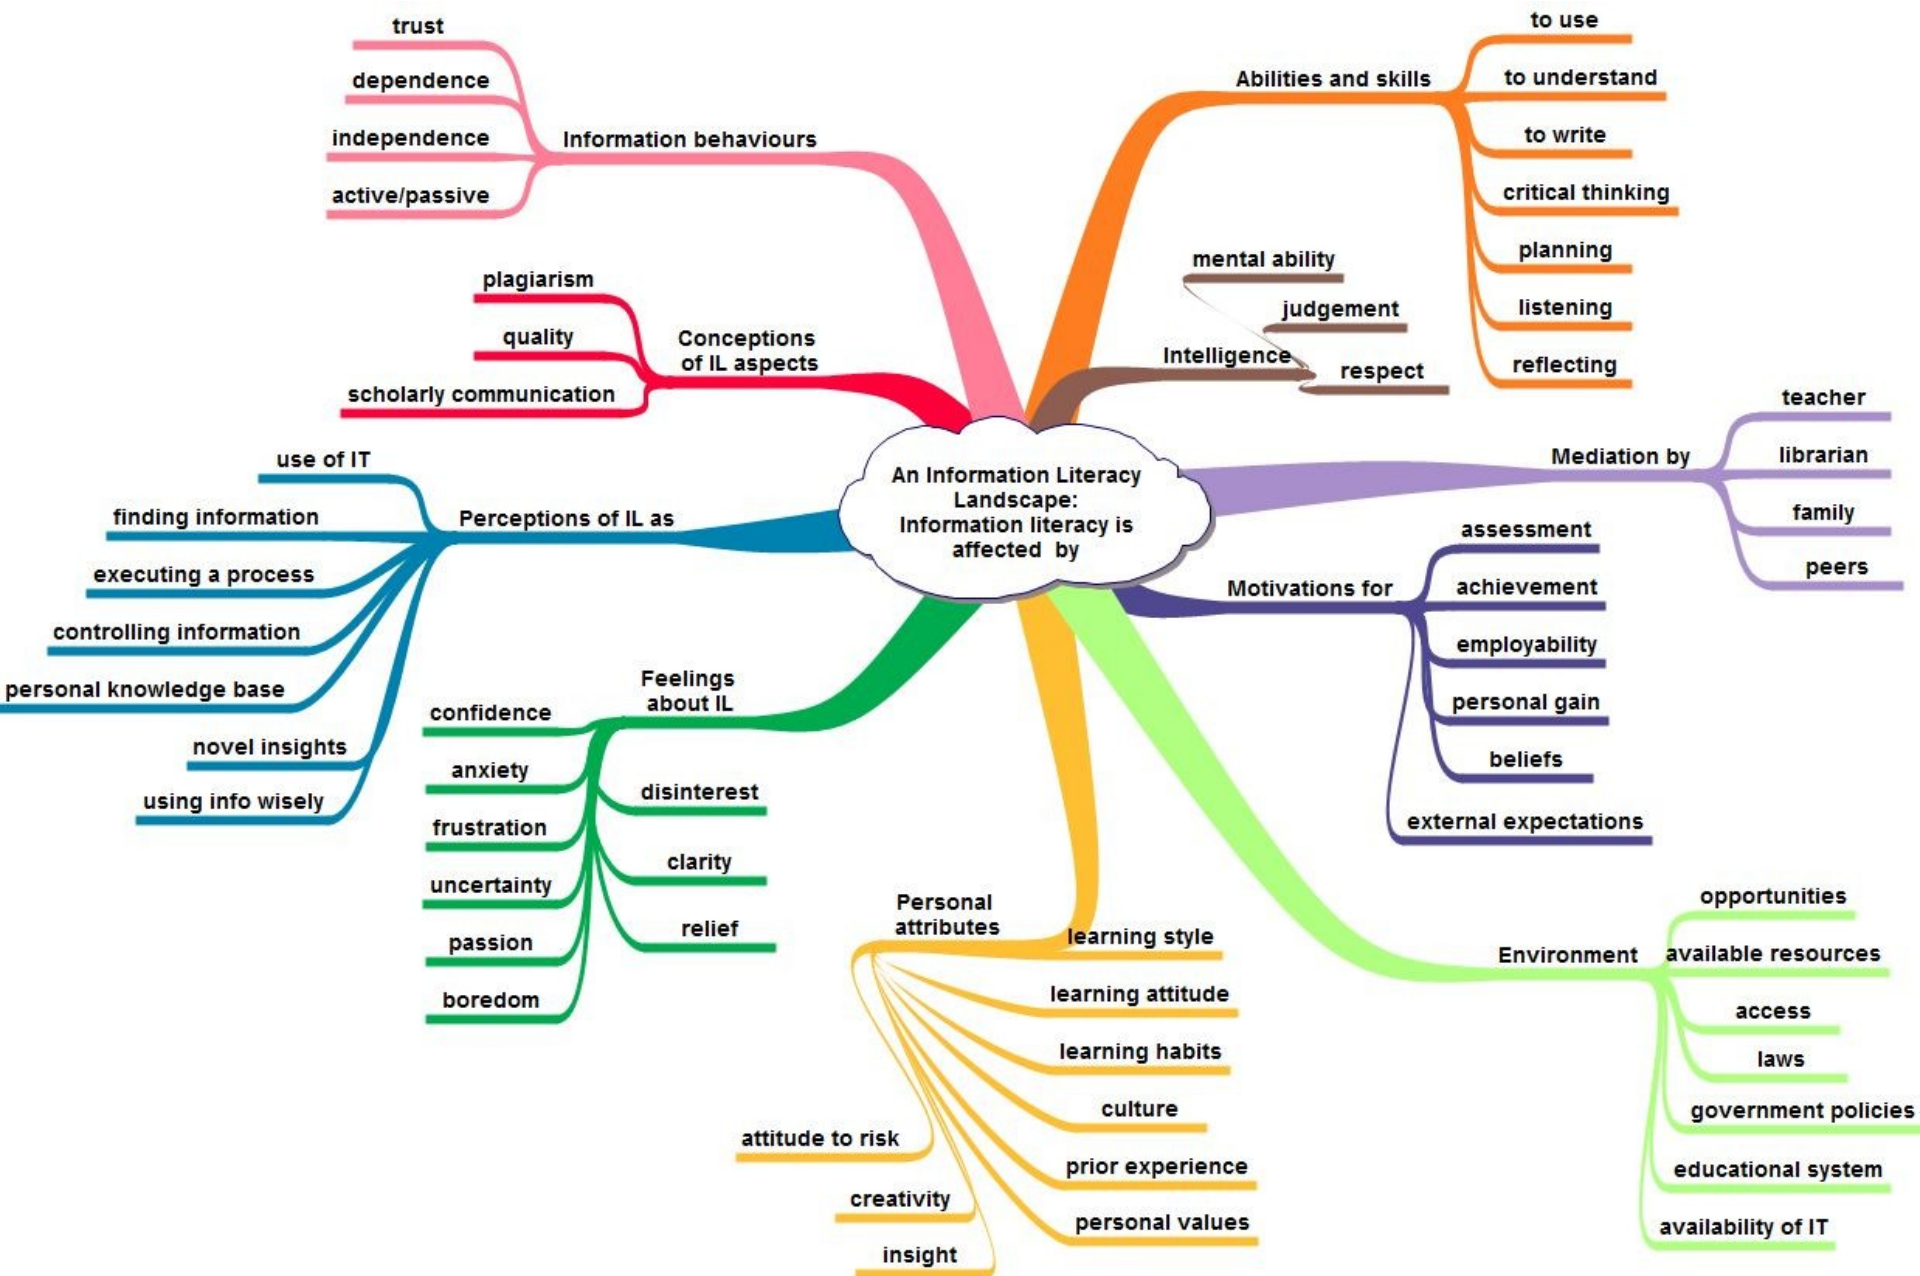 An Information Literacy
Landscape:
Information literacy is
affected by
Information behaviours
trust
dependence
independence
active/passive
Conceptions
of IL aspects
plagiarism
quality
scholarly communication
Perceptions of IL as
use of IT
finding information
executing a process
controlling information
personal knowledge base
novel insights
using info wisely
Feelings
about IL
confidence
anxiety
frustration
uncertainty
passion
boredom
disinterest
clarity
relief
Personal
attributes
learning style
learning attitude
learning habits
culture
prior experience
personal values
attitude to risk
creativity
insight
Abilities and skills
to use
to understand
to write
critical thinking
planning
listening
reflecting
Intelligence
mental ability
judgement
respect
Mediation by
teacher
librarian
family
peers
Motivations for
assessment
achievement
employability
personal gain
beliefs
external expectations
Environment
opportunities
available resources
access
laws
government policies
educational system
availability of IT